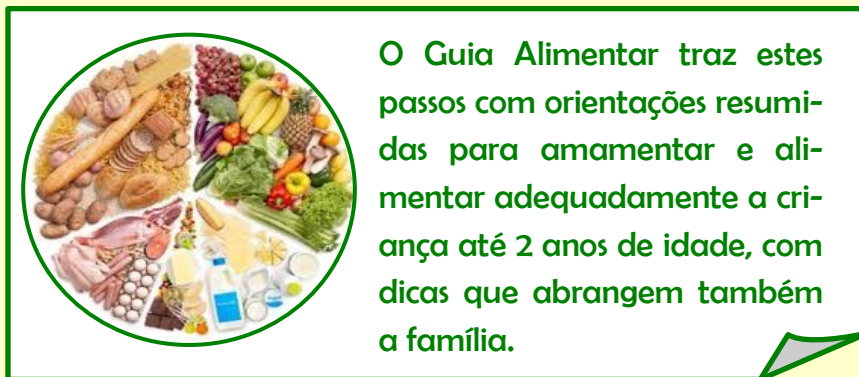 O Guia Alimentar traz estes
passos com orientações resumi-
das para amamentar e ali-
mentar adequadamente a cri-
ança até 2 anos de idade, com
dicas que abrangem também
a família.